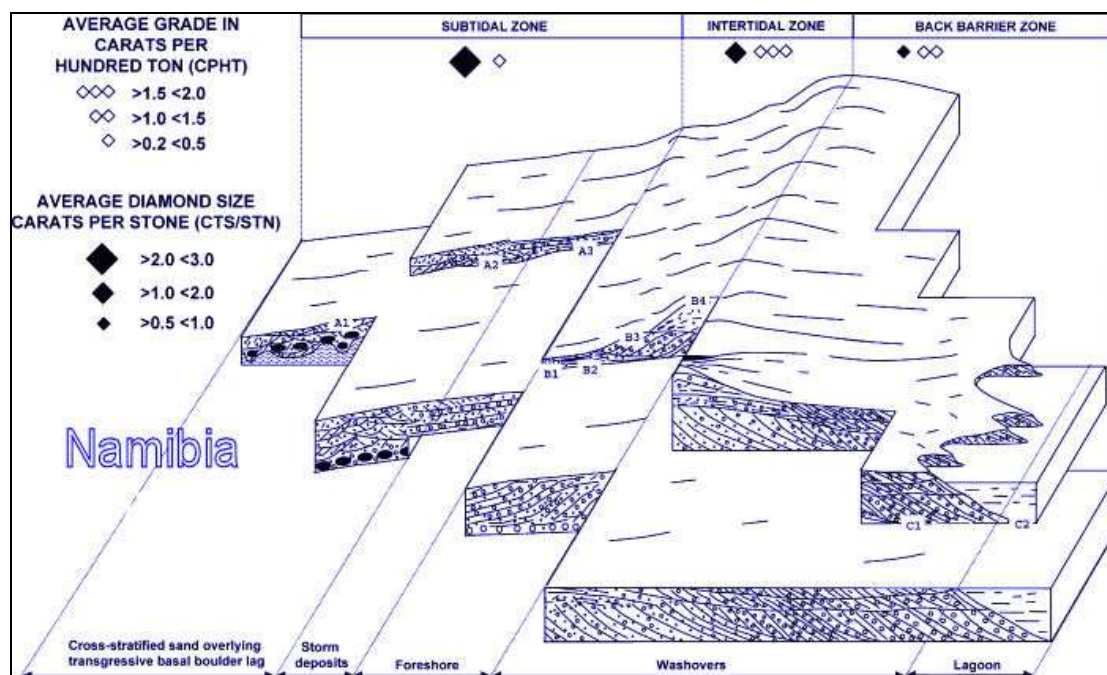 AVERAGE GRADE IN
CARATS PER
HUNDRED TON (CPHT)
>1.5 <2.0
>1.0 <1.5
>0.2 <0.5
AVERAGE DIAMOND SIZE
CARATS PER STONE (CTS/STN)
>2.0 <3.0
>1.0 <2.0
>0.5 <1.0
SUBTIDAL ZONE
INTERTIDAL ZONE
BACK BARRIER ZONE
A2
A3
A1
B4
B3
B1
B2
C1
C2
Namibia
Cross-stratified sand overlying
transgressive basal boulder lag
Storm
deposits
Foreshore
Washovers
Lagoon